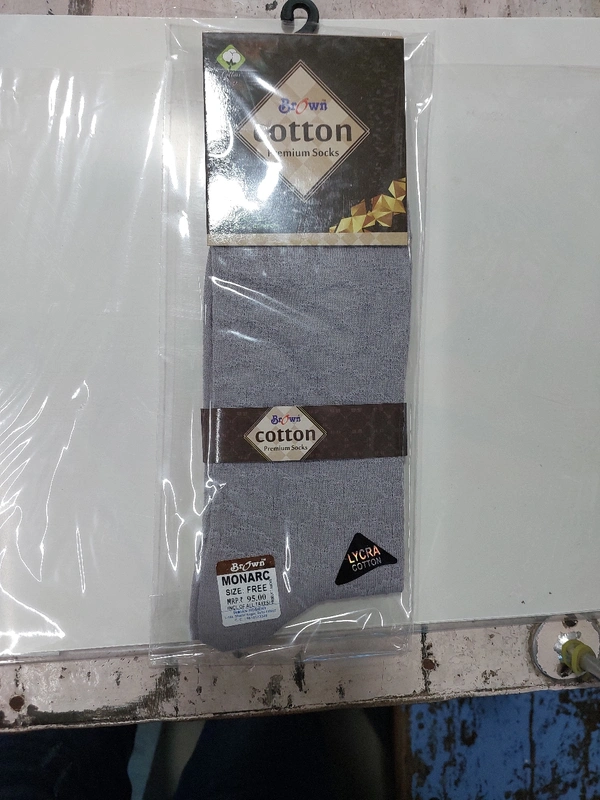 Cotton
Brown
cotton
Premium Socks
Brown
cotton
Premium Socks
LYCRA
COTTON
Brown
MONARC
SIZE: FREE
MRP ₹ 95.00
INCL OF ALL TAXES